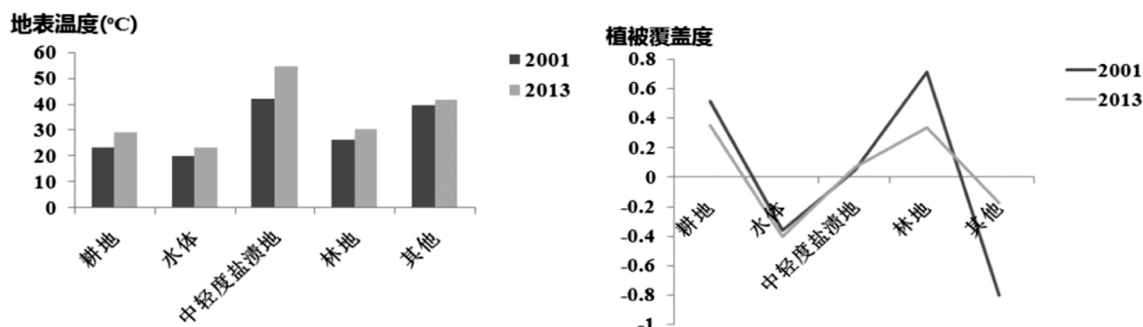 地表温度(ºC)
60
50
40
30
20
10
0
2001
2013
耕地
水体
中轻度盐渍地
林地
其他
植被覆盖度
0.8
0.6
0.4
0.2
0
-0.2
-0.4
-0.6
-0.8
-1
2001
2013
耕地
水体
中轻度盐渍地
林地
其他